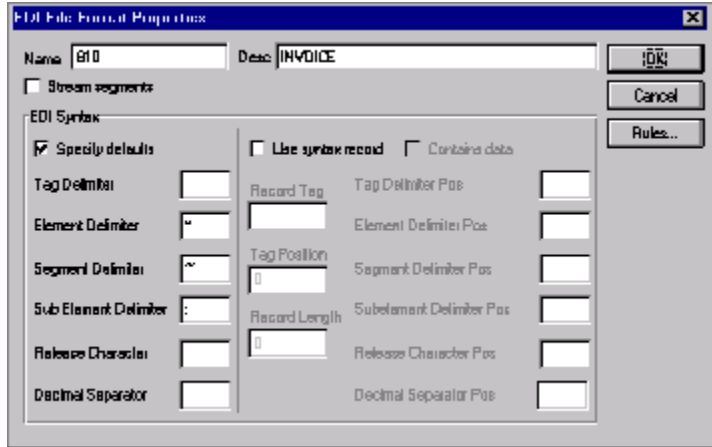 EDI File Format Properties
Name 810 Desc INVOICE OK
Stream segments Cancel
EDI Syntax
Rules...
Specify defaults Use syntax record Contains data
Tag Delimiter Record Tag Tag Delimiter Pos
Element Delimiter * Element Delimiter Pos
Tag Position
Segment Delimiter ~ 0 Segment Delimiter Pos
Sub Element Delimiter : Record Length Subelement Delimiter Pos
Release Character 0 Release Character Pos
Decimal Separator Decimal Separator Pos